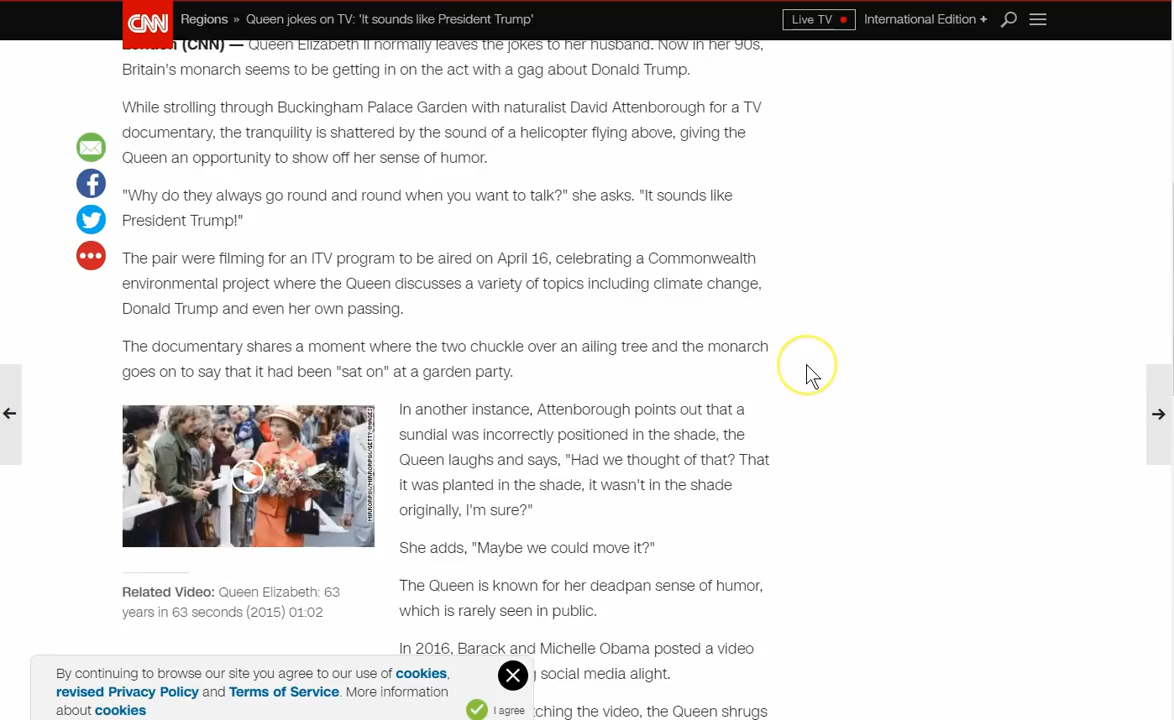 CNN
Regions » Queen jokes on TV: 'It sounds like President Trump'
Live TV
International Edition +
London (CNN) — Queen Elizabeth II normally leaves the jokes to her husband. Now in her 90s,
Britain's monarch seems to be getting in on the act with a gag about Donald Trump.
While strolling through Buckingham Palace Garden with naturalist David Attenborough for a TV
documentary, the tranquility is shattered by the sound of a helicopter flying above, giving the
Queen an opportunity to show off her sense of humor.
"Why do they always go round and round when you want to talk?" she asks. "It sounds like
President Trump!"
The pair were filming for an ITV program to be aired on April 16, celebrating a Commonwealth
environmental project where the Queen discusses a variety of topics including climate change,
Donald Trump and even her own passing.
The documentary shares a moment where the two chuckle over an ailing tree and the monarch
goes on to say that it had been "sat on" at a garden party.
MIRRORPIX/MIRRORPIX/GETTY IMAGES
In another instance, Attenborough points out that a
sundial was incorrectly positioned in the shade, the
Queen laughs and says, "Had we thought of that? That
it was planted in the shade, it wasn't in the shade
originally, I'm sure?"
She adds, "Maybe we could move it?"
Related Video: Queen Elizabeth: 63
years in 63 seconds (2015) 01:02
The Queen is known for her deadpan sense of humor,
which is rarely seen in public.
In 2016, Barack and Michelle Obama posted a video
social media alight.
tching the video, the Queen shrugs
By continuing to browse our site you agree to our use of cookies,
revised Privacy Policy and Terms of Service. More information
about cookies
I agree